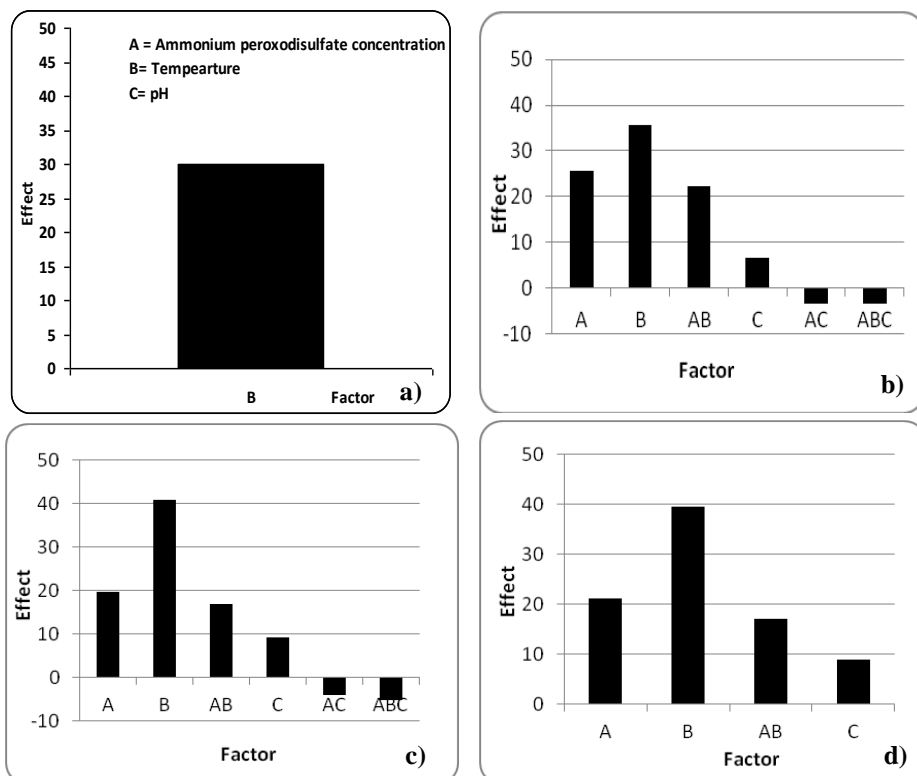 50
45
40
35
30
25
20
15
10
5
0
Effect
A = Ammonium peroxodisulfate concentration
B= Tempearture
C= pH
B Factor
a)
50
40
30
20
10
0
-10
Effect
A B AB C AC ABC
Factor
b)
50
40
30
20
10
0
-10
Effect
A B AB C AC ABC
Factor
c)
50
40
30
20
10
0
Effect
A B AB C
Factor
d)